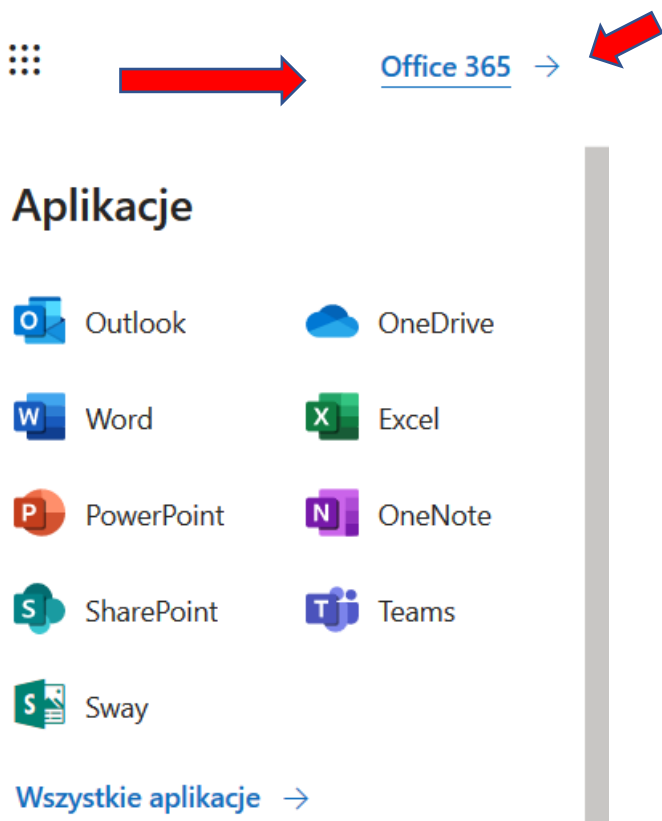 Office 365 →
Aplikacje
Outlook
OneDrive
Word
Excel
PowerPoint
OneNote
SharePoint
Teams
Sway
Wszystkie aplikacje →